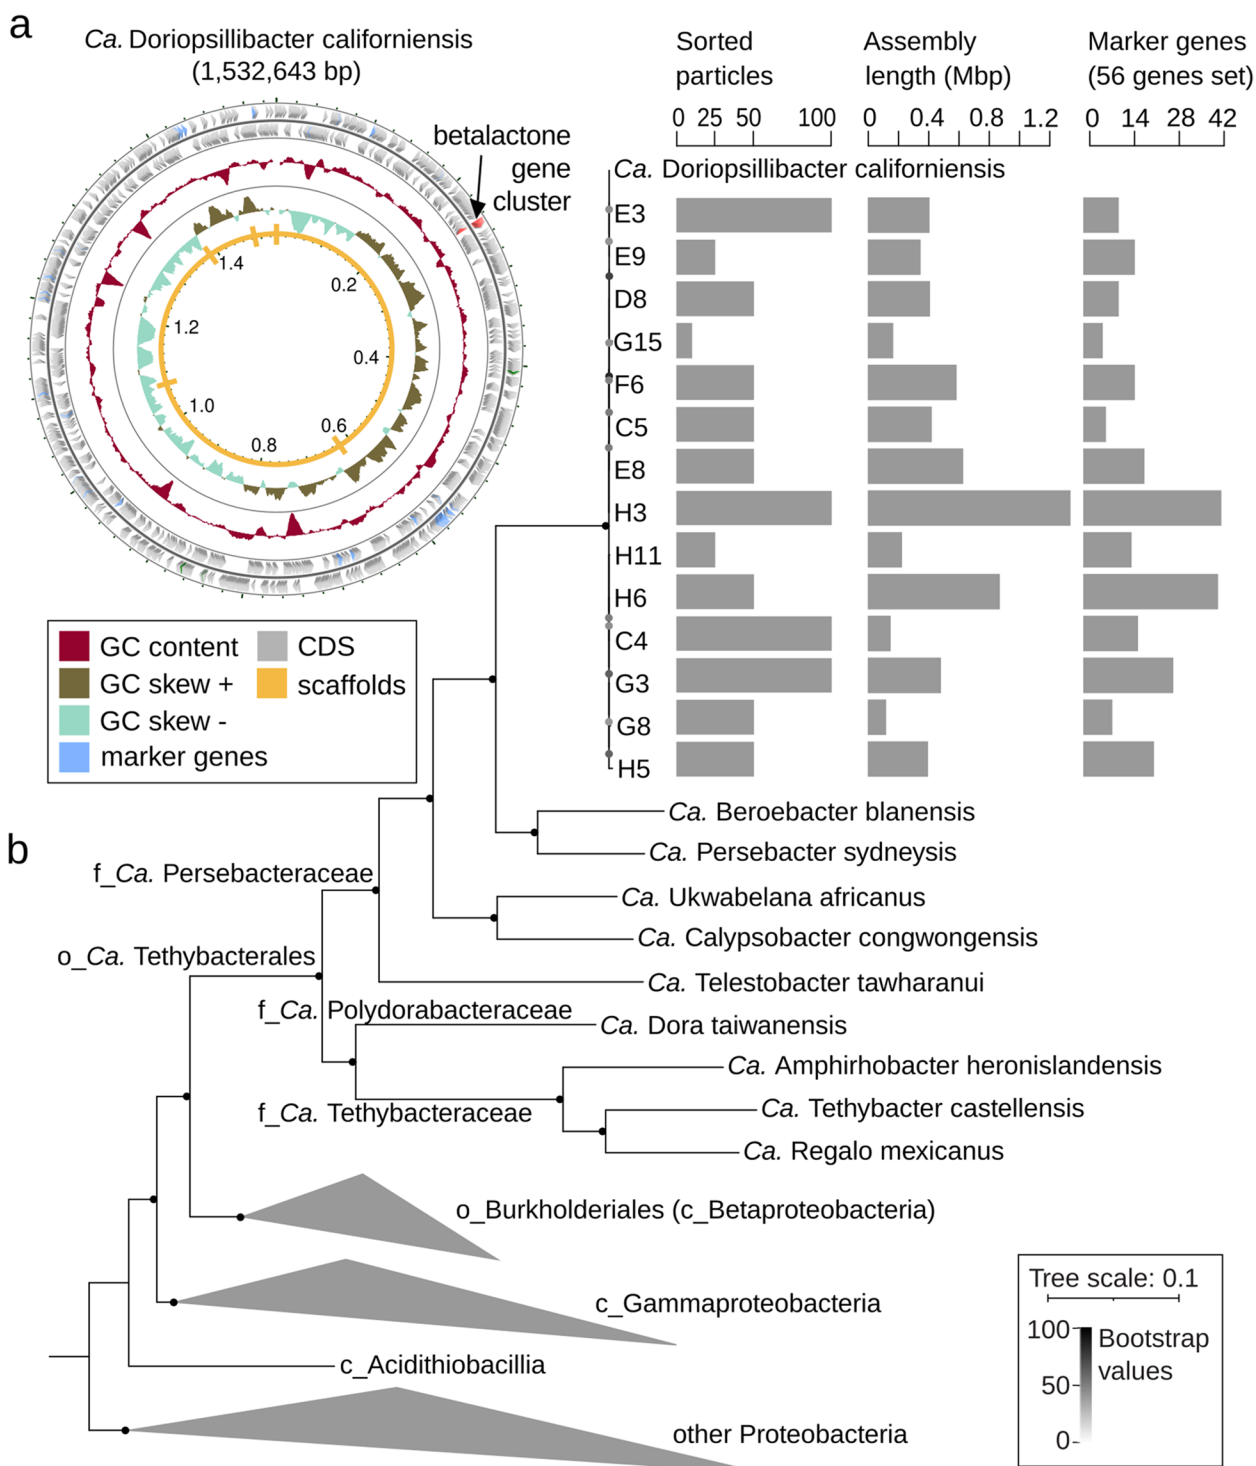 a
Ca. Doriopsillibacter californiensis
(1,532,643 bp)
betalactone
gene
cluster
0.2
0.4
0.6
0.8
1.0
1.2
1.4
GC content
GC skew +
GC skew -
marker genes
CDS
scaffolds
Sorted
particles
0 25 50 100
Assembly
length (Mbp)
0 0.4 0.8 1.2
Marker genes
(56 genes set)
0 14 28 42
Ca. Doriopsillibacter californiensis
E3
E9
D8
G15
F6
C5
E8
H3
H11
H6
C4
G3
G8
H5
b
Ca. Beroebacter blanensis
Ca. Persebacter sydneysis
f_Ca. Persebacteraceae
Ca. Ukwabelana africanus
Ca. Calypsobacter congwongensis
o_Ca. Tethybacterales
Ca. Telestobacter tawharanui
f_Ca. Polydorabacteraceae
Ca. Dora taiwanensis
Ca. Amphirhobacter heronislandensis
f_Ca. Tethybacteraceae
Ca. Tethybacter castellensis
Ca. Regalo mexicanus
o_Burkholderiales (c_Betaproteobacteria)
c_Gammaproteobacteria
c_Acidithiobacillia
other Proteobacteria
Tree scale: 0.1
100
50
0
Bootstrap
values